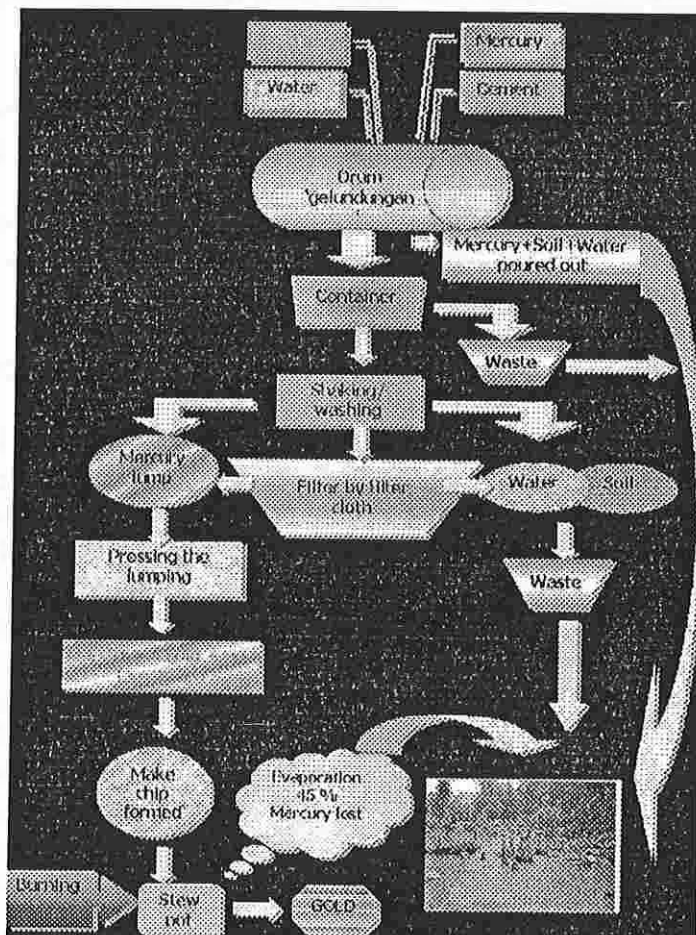 Mercury
Water
Cement
Drum
'gelundungan
Mercury+Soil+Water
poured out
Container
Waste
Shaking/
washing
Mercury
lump
Filter by filter
cloth
Water
Soil
Pressing the
lumping
Waste
Make
chip
formed
Evaporation
45 %
Mercury lost
Burning
Stew
out
GOLD